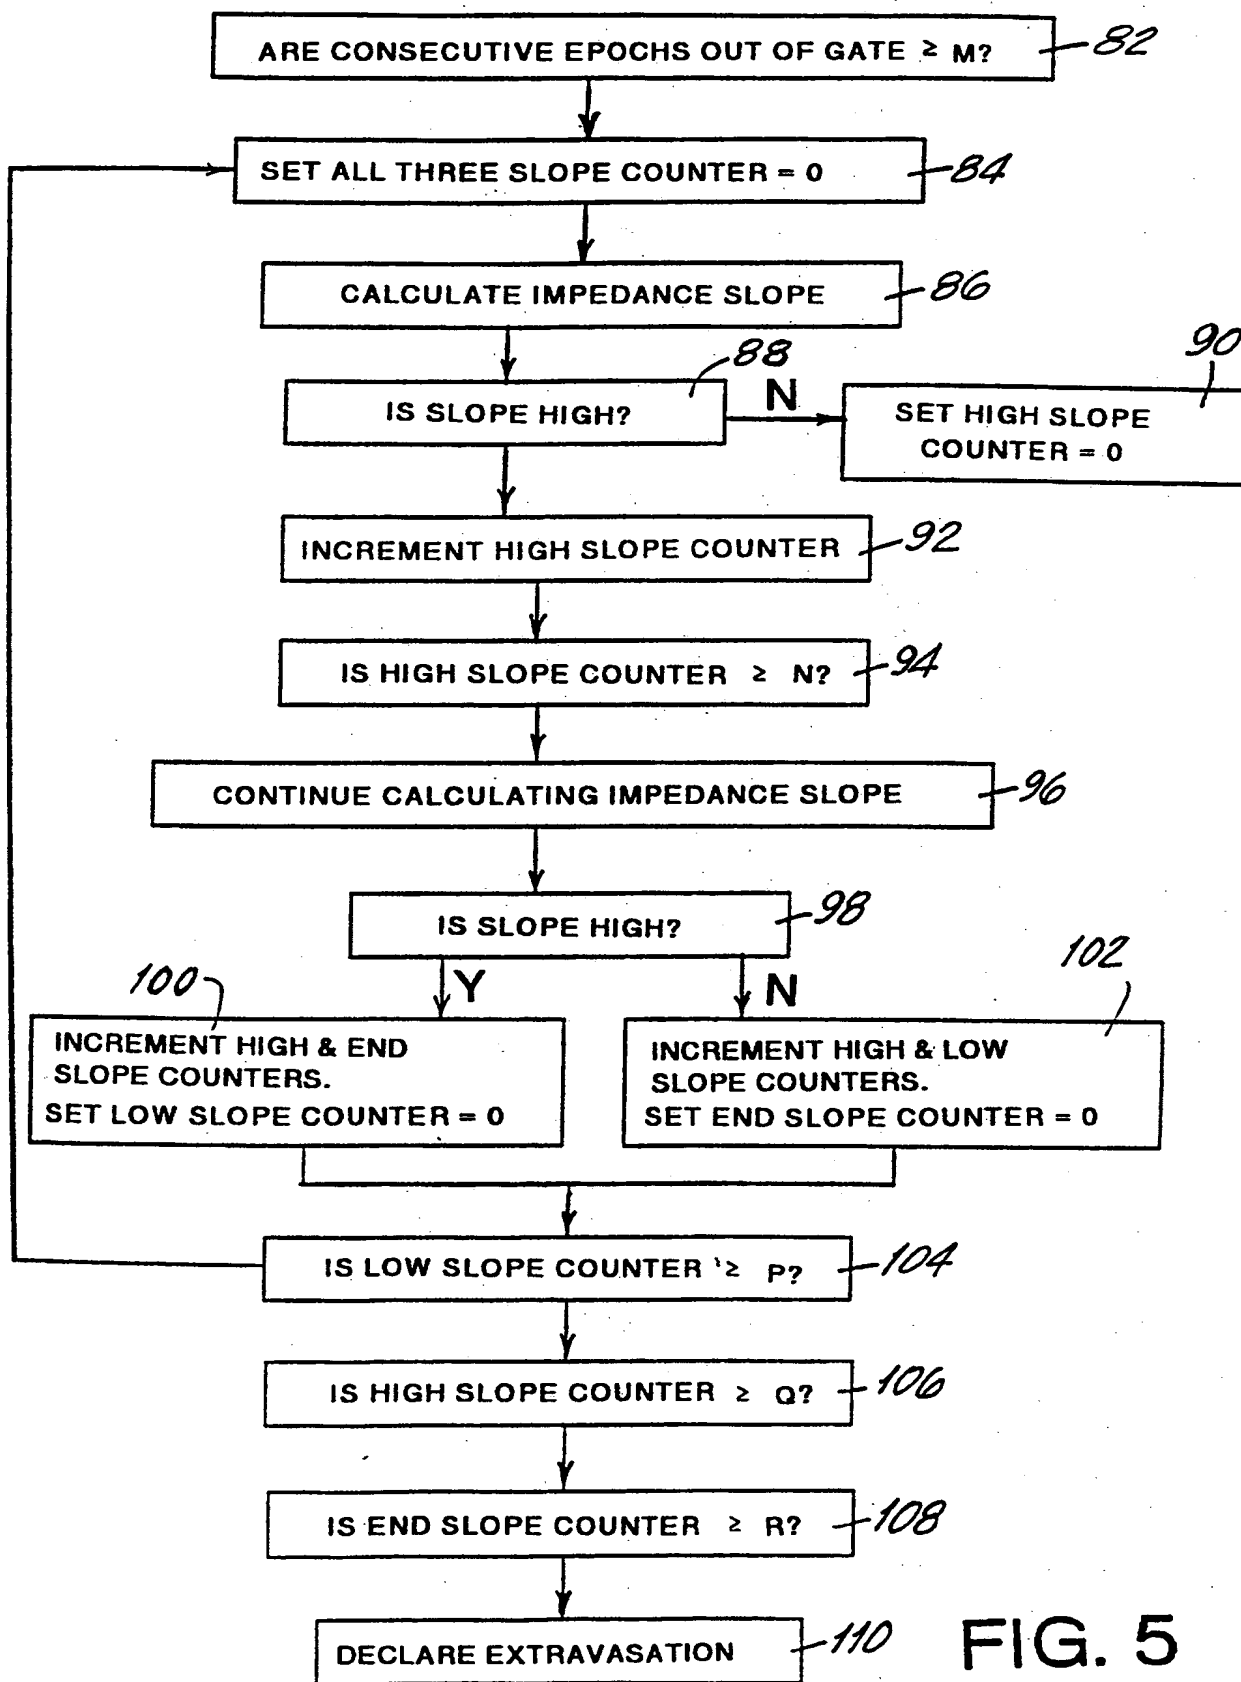 ARE CONSECUTIVE EPOCHS OUT OF GATE ≥ M? 82
SET ALL THREE SLOPE COUNTER = 0 84
CALCULATE IMPEDANCE SLOPE 86
88
IS SLOPE HIGH?
N
90
SET HIGH SLOPE
COUNTER = 0
INCREMENT HIGH SLOPE COUNTER 92
IS HIGH SLOPE COUNTER ≥ N? 94
CONTINUE CALCULATING IMPEDANCE SLOPE 96
IS SLOPE HIGH? 98
Y
N
100
INCREMENT HIGH & END
SLOPE COUNTERS.
SET LOW SLOPE COUNTER = 0
102
INCREMENT HIGH & LOW
SLOPE COUNTERS.
SET END SLOPE COUNTER = 0
IS LOW SLOPE COUNTER ≥ P? 104
IS HIGH SLOPE COUNTER ≥ Q? 106
IS END SLOPE COUNTER ≥ R? 108
DECLARE EXTRAVASATION 110
FIG. 5